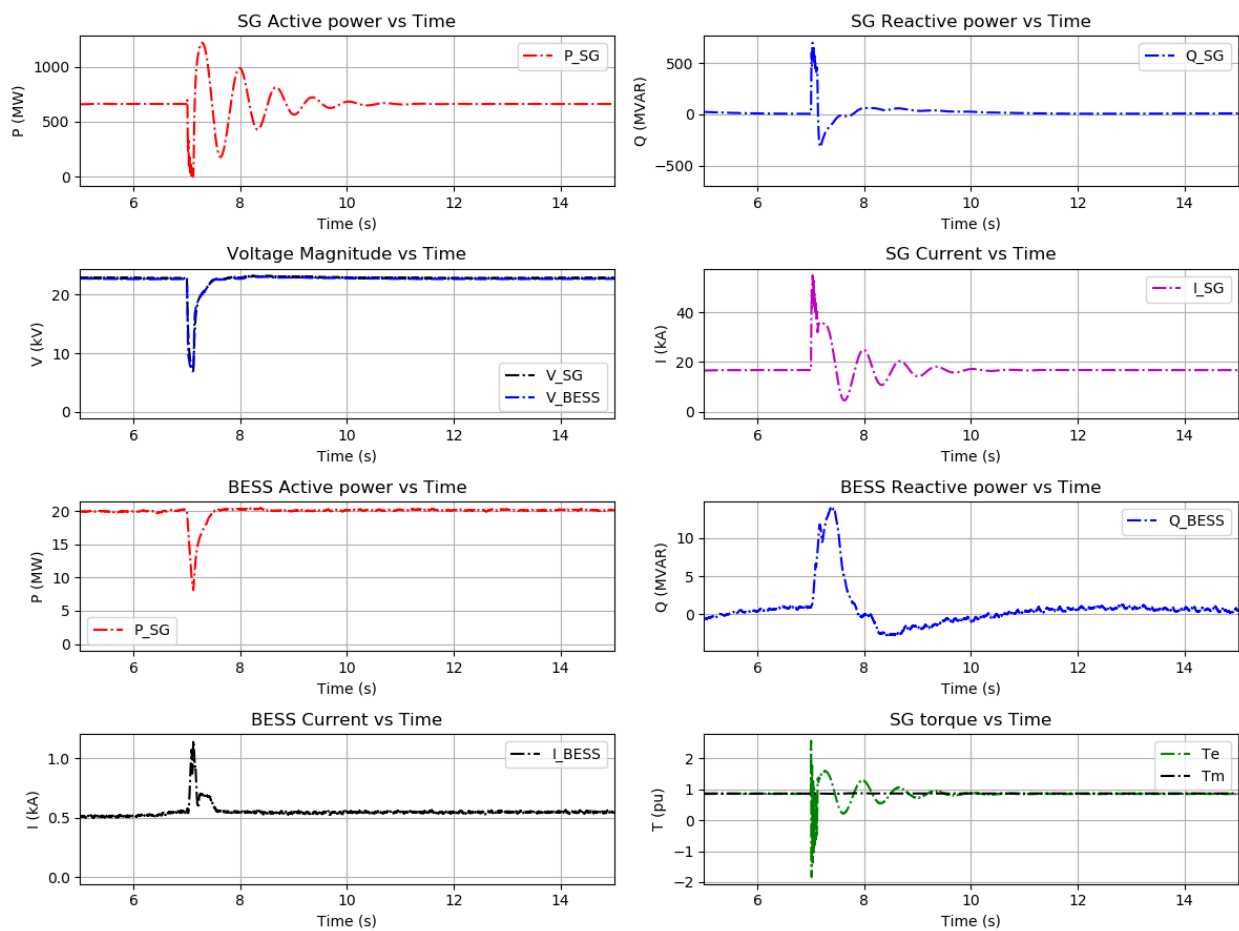 SG Active power vs Time
P (MW)
1000
500
0
P_SG
6 8 10 12 14
Time (s)
SG Reactive power vs Time
Q (MVAR)
500
0
−500
Q_SG
6 8 10 12 14
Time (s)
Voltage Magnitude vs Time
V (kV)
20
10
0
V_SG
V_BESS
6 8 10 12 14
Time (s)
SG Current vs Time
I (kA)
40
20
0
I_SG
6 8 10 12 14
Time (s)
BESS Active power vs Time
P (MW)
20
15
10
5
0
P_SG
6 8 10 12 14
Time (s)
BESS Reactive power vs Time
Q (MVAR)
10
5
0
Q_BESS
6 8 10 12 14
Time (s)
BESS Current vs Time
I (kA)
1.0
0.5
0.0
I_BESS
6 8 10 12 14
Time (s)
SG torque vs Time
T (pu)
2
1
0
−1
−2
Te
Tm
6 8 10 12 14
Time (s)